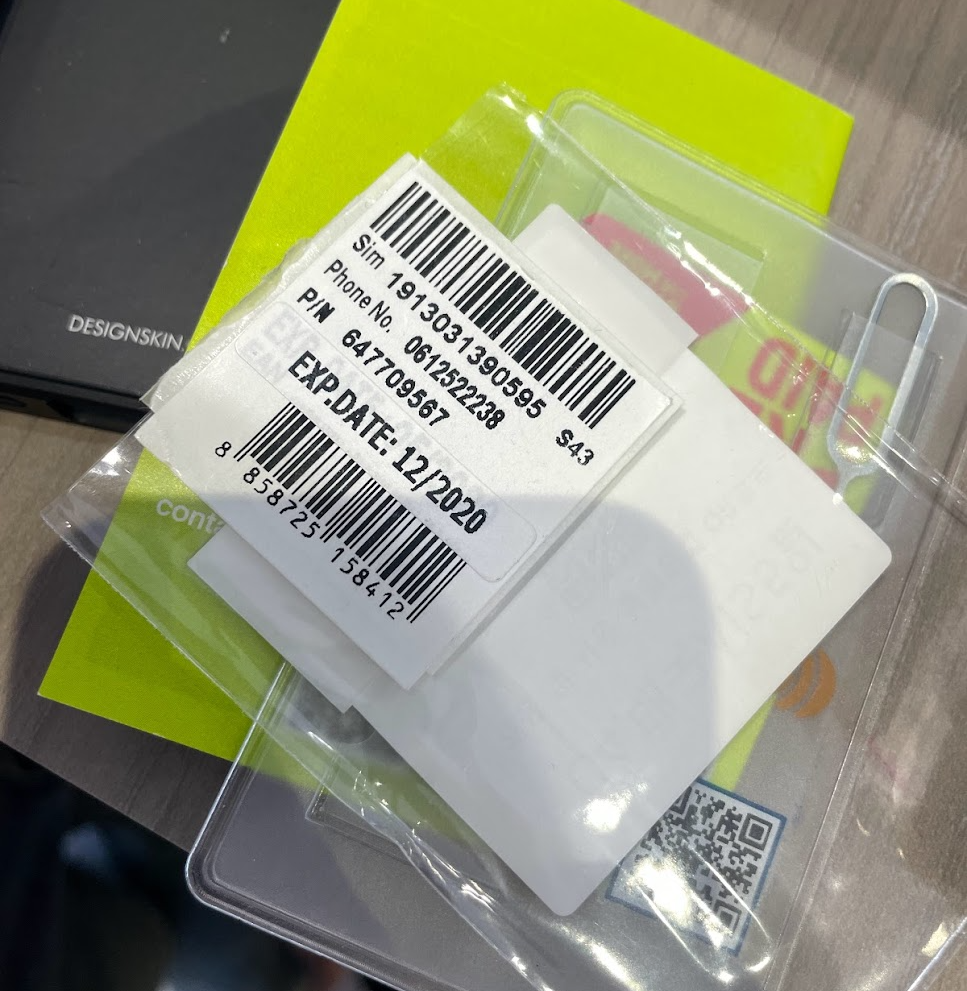 DESIGNSKIN.
Sim 1913031390595
Phone No. 0612522238
S43
P/N 647709567
EXP.DATE: 12/2020
8 858725 158412